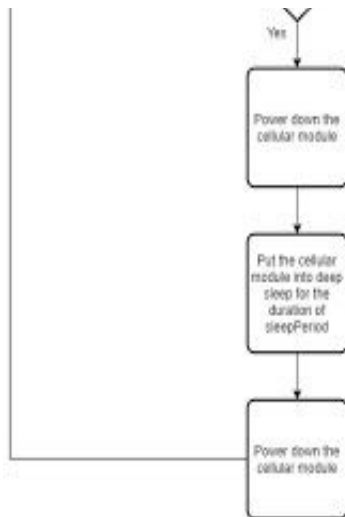 Yes
Power down the
cellular module
Put the cellular
module into deep
sleep for the
duration of
sleepPeriod
Power down the
cellular module